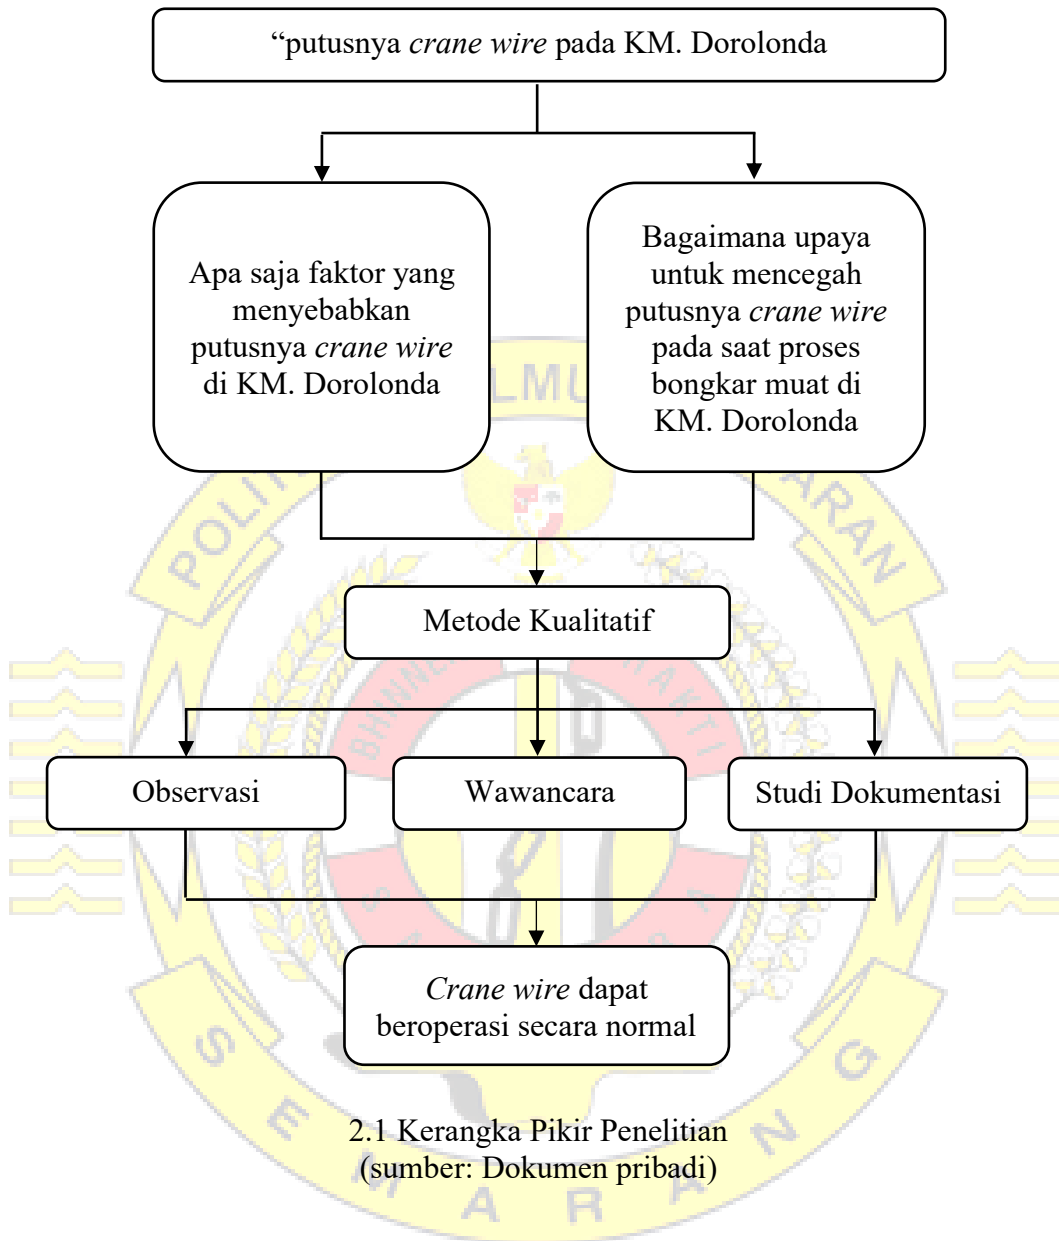 “putusnya crane wire pada KM. Dorolonda
Apa saja faktor yang
menyebabkan
putusnya crane wire
di KM. Dorolonda
Bagaimana upaya
untuk mencegah
putusnya crane wire
pada saat proses
bongkar muat di
KM. Dorolonda
Metode Kualitatif
Observasi
Wawancara
Studi Dokumentasi
Crane wire dapat
beroperasi secara normal
2.1 Kerangka Pikir Penelitian
(sumber: Dokumen pribadi)
SEMARANG